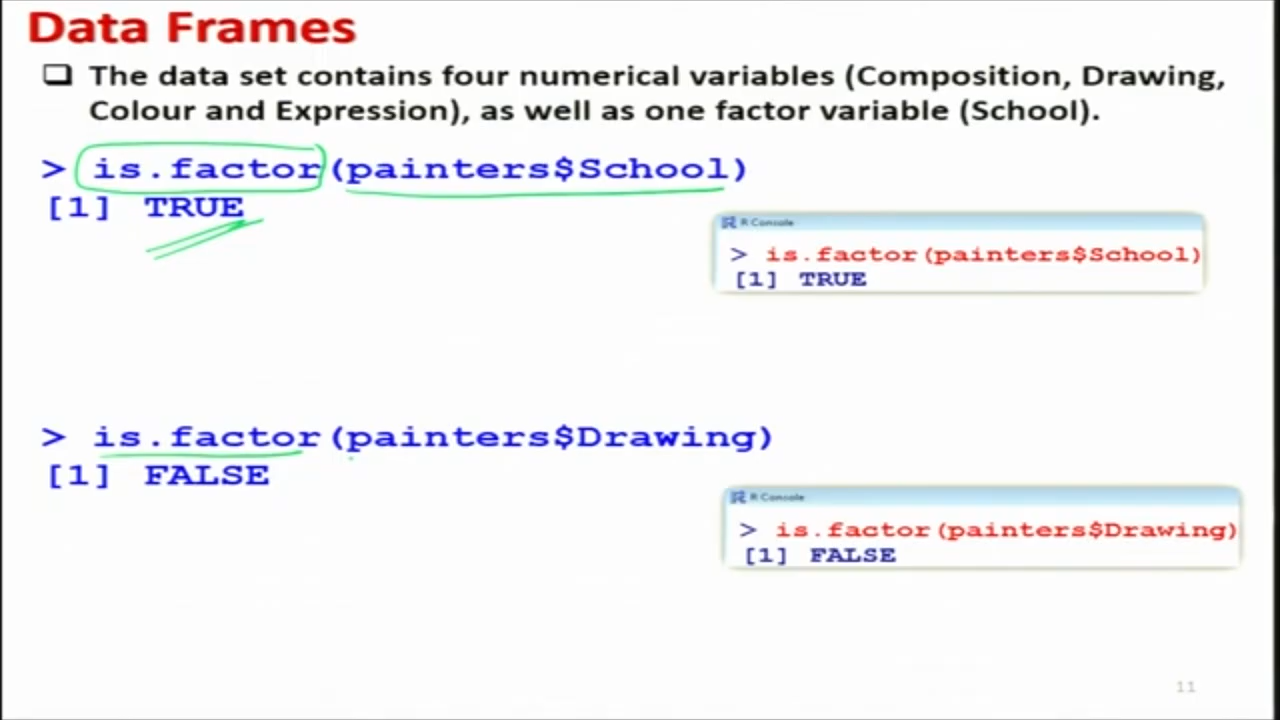 Data Frames
The data set contains four numerical variables (Composition, Drawing,
Colour and Expression), as well as one factor variable (School).
> is.factor(painters$School)
[1] TRUE
R Console
> is.factor(painters$School)
[1] TRUE
> is.factor(painters$Drawing)
[1] FALSE
R Console
> is.factor(painters$Drawing)
[1] FALSE
11